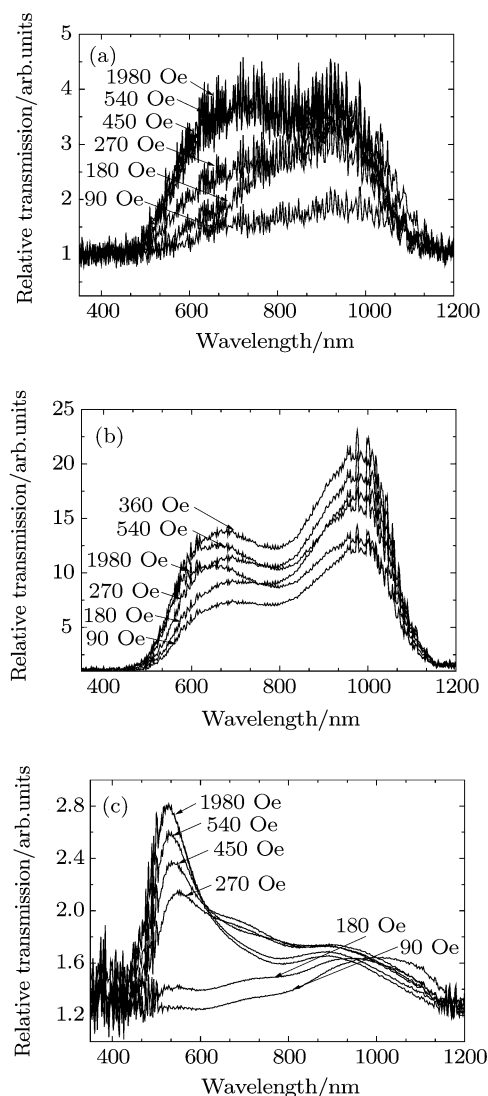 (a)
5
4
3
2
1
Relative transmission/arb.units
1980 Oe
540 Oe
450 Oe
270 Oe
180 Oe
90 Oe
400 600 800 1000 1200
Wavelength/nm
(b)
25
20
15
10
5
Relative transmission/arb.units
360 Oe
540 Oe
1980 Oe
270 Oe
180 Oe
90 Oe
400 600 800 1000 1200
Wavelength/nm
(c)
2.8
2.4
2.0
1.6
1.2
Relative transmission/arb.units
1980 Oe
540 Oe
450 Oe
270 Oe
180 Oe
90 Oe
400 600 800 1000 1200
Wavelength/nm